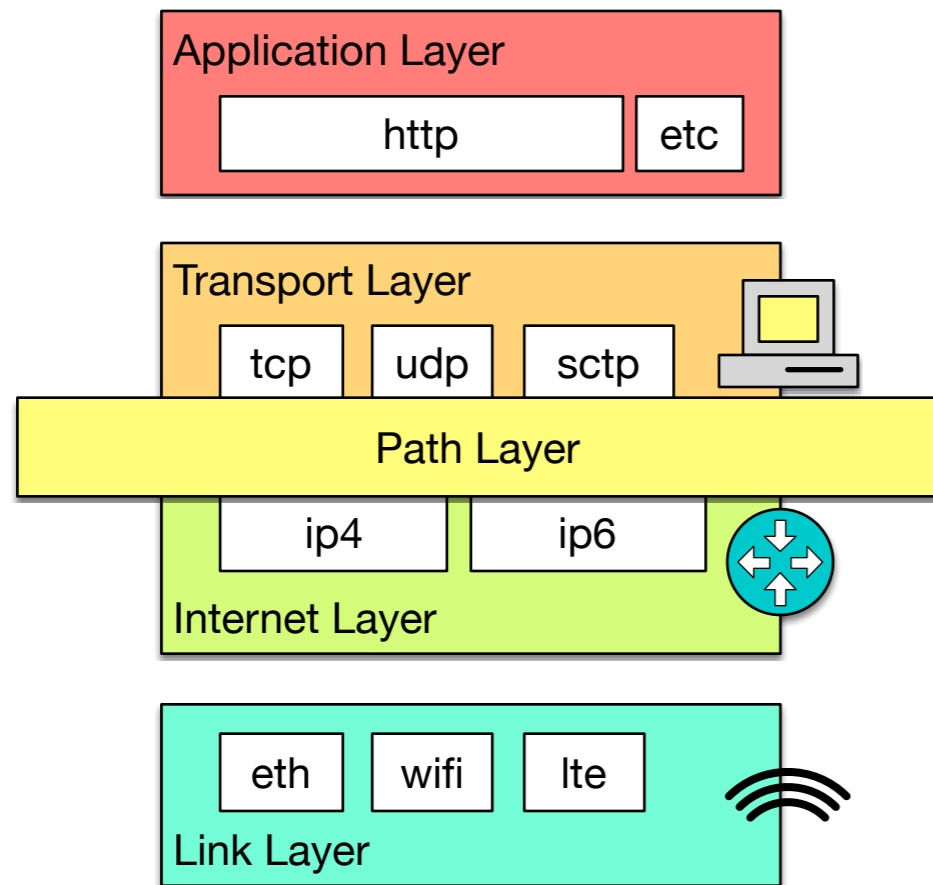 Application Layer
http etc
Transport Layer
tcp udp sctp
Path Layer
ip4 ip6
Internet Layer
eth wifi lte
Link Layer